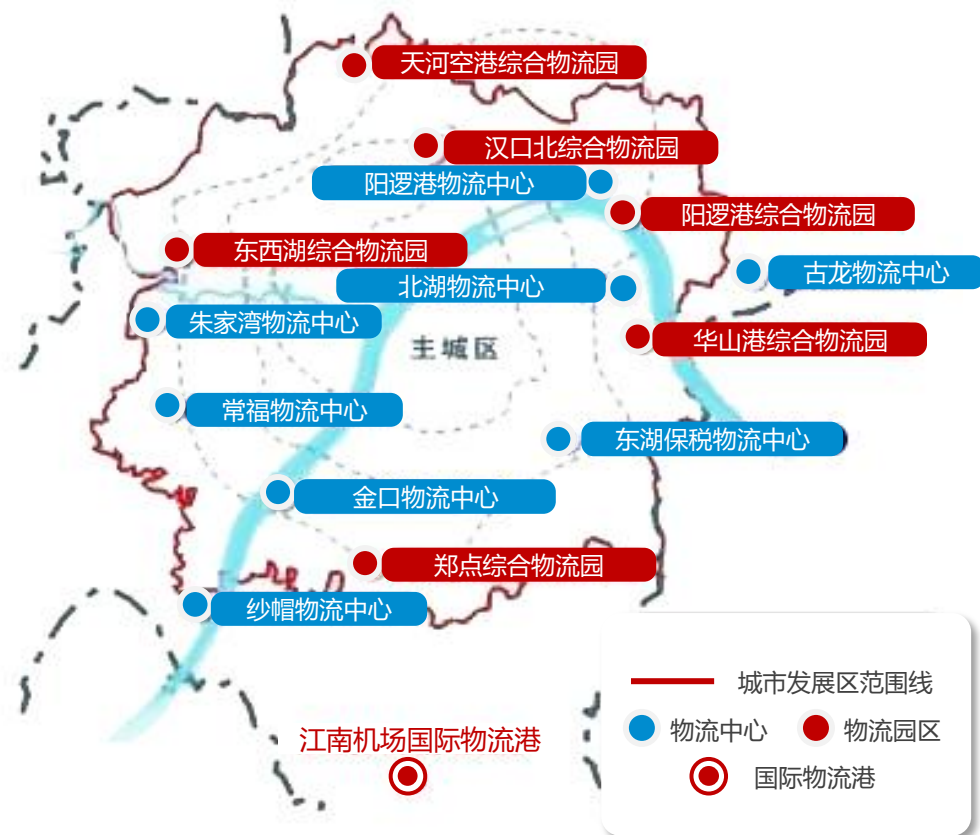 天河空港综合物流园
汉口北综合物流园
阳逻港物流中心
阳逻港综合物流园
东西湖综合物流园
古龙物流中心
北湖物流中心
朱家湾物流中心
华山港综合物流园
主城区
常福物流中心
东湖保税物流中心
金口物流中心
郑点综合物流园
纱帽物流中心
城市发展区范围线
物流中心
物流园区
江南机场国际物流港
国际物流港